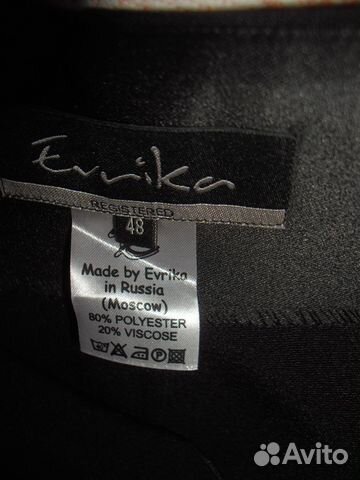 Evrika
REGISTERED
48
Made by Evrika
in Russia
(Moscow)
80% POLYESTER
20% VISCOSE
Avito